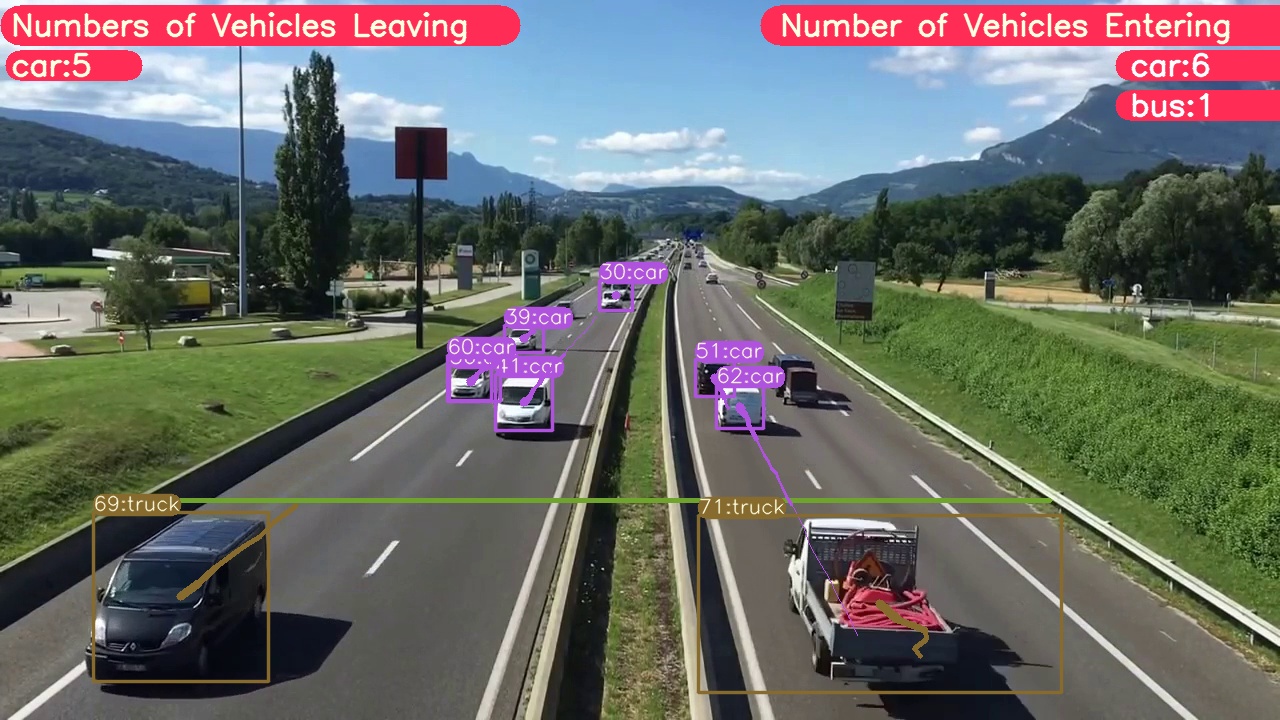 Numbers of Vehicles Leaving
car:5
Number of Vehicles Entering
car:6
bus:1
30:car
39:car
60:car
41:car
51:car
62:car
69:truck
71:truck